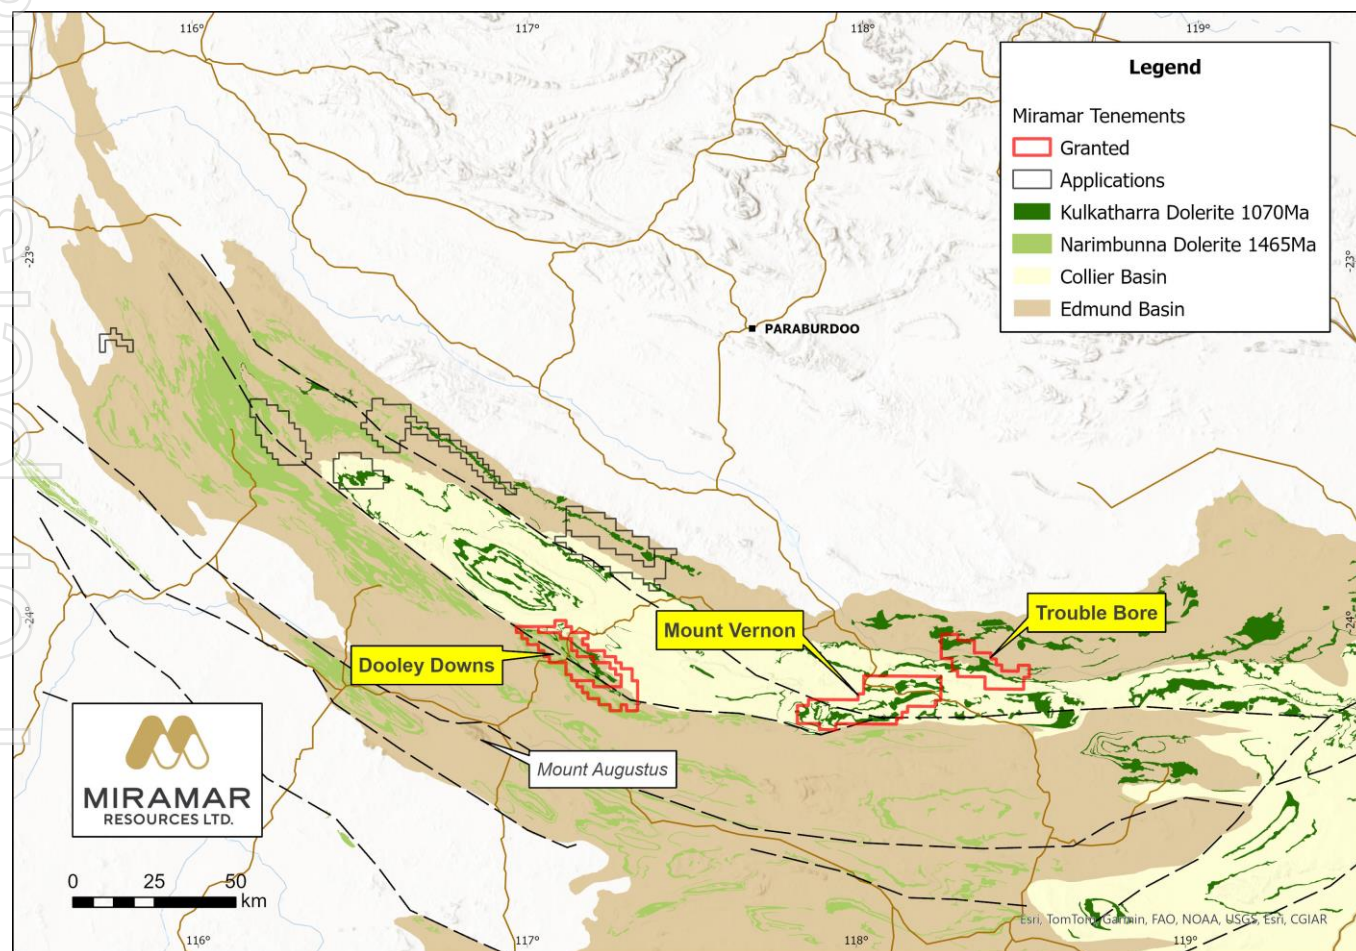 116°
117°
118°
119°
Legend
Miramar Tenements
Granted
Applications
Kulkatharra Dolerite 1070Ma
Narimbunna Dolerite 1465Ma
Collier Basin
Edmund Basin
-23°
-23°
PARABURDOO
-24°
-24°
Trouble Bore
Mount Vernon
Dooley Downs
Mount Augustus
MIRAMAR
RESOURCES LTD.
0 25 50
km
Esri, TomTom, Garmin, FAO, NOAA, USGS, Esri, CGIAR
116°
117°
118°
119°